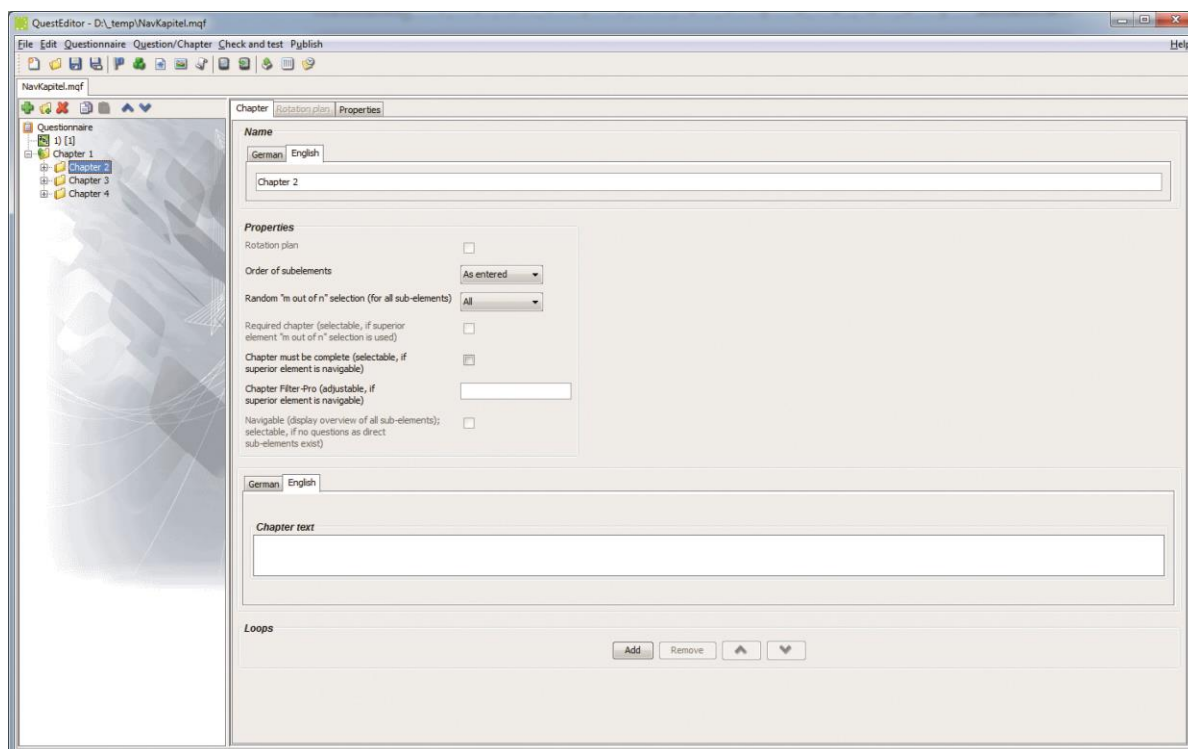 QuestEditor - D:\_temp\NavKapitel.mqf
File Edit Questionnaire Question/Chapter Check and test Publish Help
NavKapitel.mqf
Questionnaire
1) [1]
Chapter 1
Chapter 2
Chapter 3
Chapter 4
Chapter Rotation plan Properties
Name
German English
Chapter 2
Properties
Rotation plan
Order of subelements As entered
Random "m out of n" selection (for all sub-elements) All
Required chapter (selectable, if superior
element "m out of n" selection is used)
Chapter must be complete (selectable, if
superior element is navigable)
Chapter Filter-Pro (adjustable, if
superior element is navigable)
Navigable (display overview of all sub-elements);
selectable, if no questions as direct
sub-elements exist)
German English
Chapter text
Loops
Add Remove